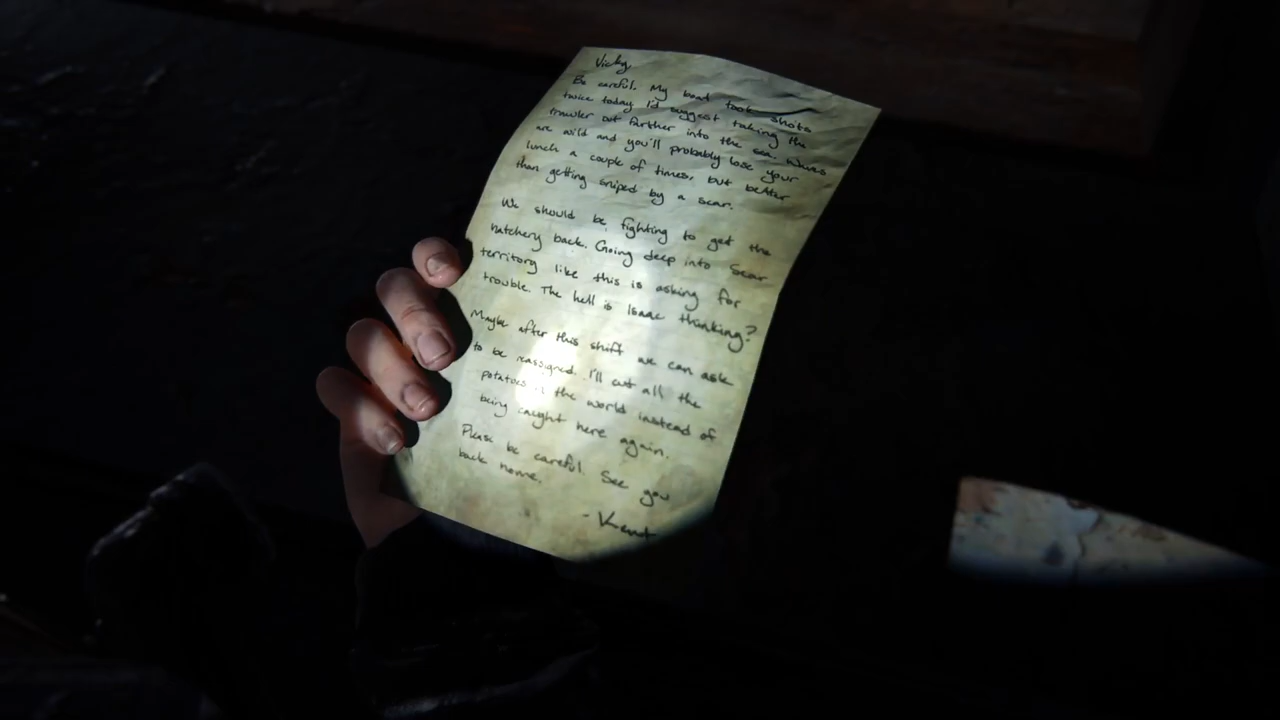 Vicky
Be careful. My boat took shots
twice today I'd suggest taking the
trawler out farther into the sea. Waves
are wild and you'll probably lose your
lunch a couple of times, but better
than getting sniped by a scar.
We should be fighting to get the
hatchery back. Going deep into Scar
territory like this is asking for
trouble. The hell is Isaac thinking?
Maybe after this shift we can ask
to be reassigned. I'll eat all the
potatoes in the world instead of
being caught here again.
Please be careful. See you
back home.